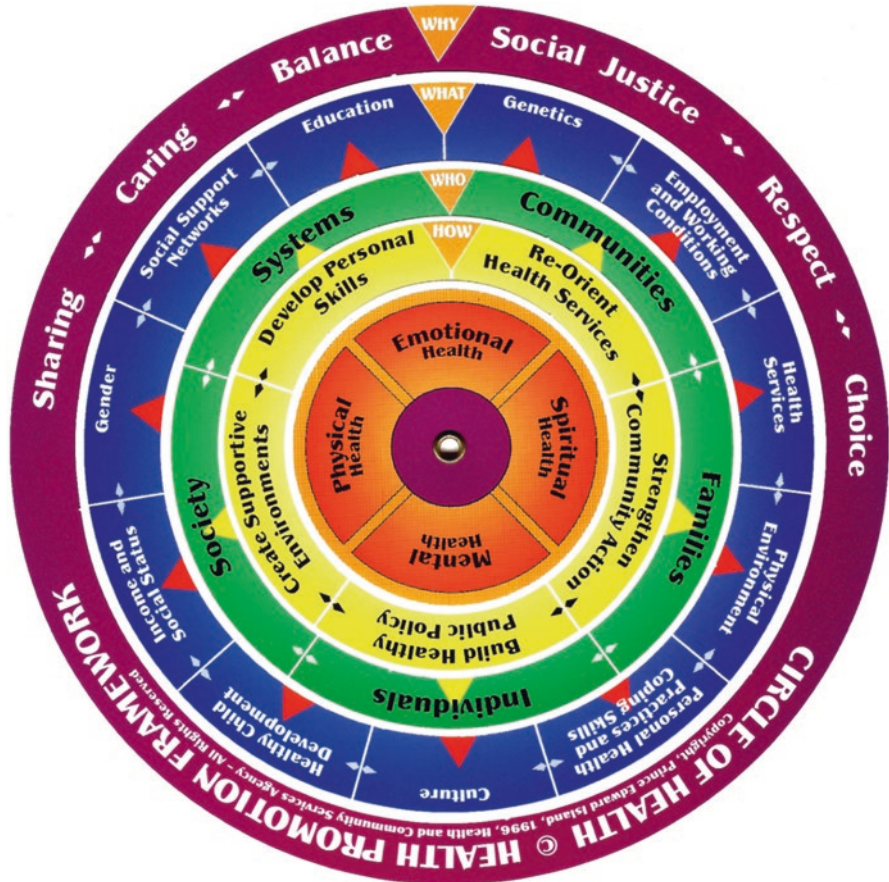 WHY
Social Justice
Respect
Choice
Sharing
Caring
Balance
CIRCLE OF HEALTH © HEALTH PROMOTION FRAMEWORK
Copyright, Prince Edward Island, 1996, Health and Community Services Agency – All Rights Reserved
WHAT
Genetics
Employment
and Working
Conditions
Health
Services
Physical
Environment
Personal Health
Practices and
Coping Skills
Culture
Healthy Child
Development
Income and
Social Status
Gender
Social Support
Networks
Education
WHO
Communities
Families
Individuals
Society
Systems
HOW
Re-Orient
Health Services
Strengthen
Community Action
Build Healthy
Public Policy
Create Supportive
Environments
Develop Personal
Skills
Emotional
Health
Spiritual
Health
Mental
Health
Physical
Health